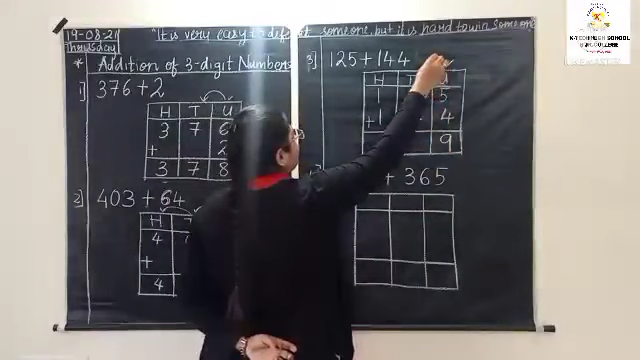 19-08-21
Thursday
"It is very easy to defeat someone, but it is hard to win someone
* Addition of 3-digit Numbers
1] 376 + 2
H T U
3 7 6
+ 2
3 7 8
2] 403 + 64
H T
4
+
4
3] 125 + 144
H U
1 5
+ 1 4
9
+ 365